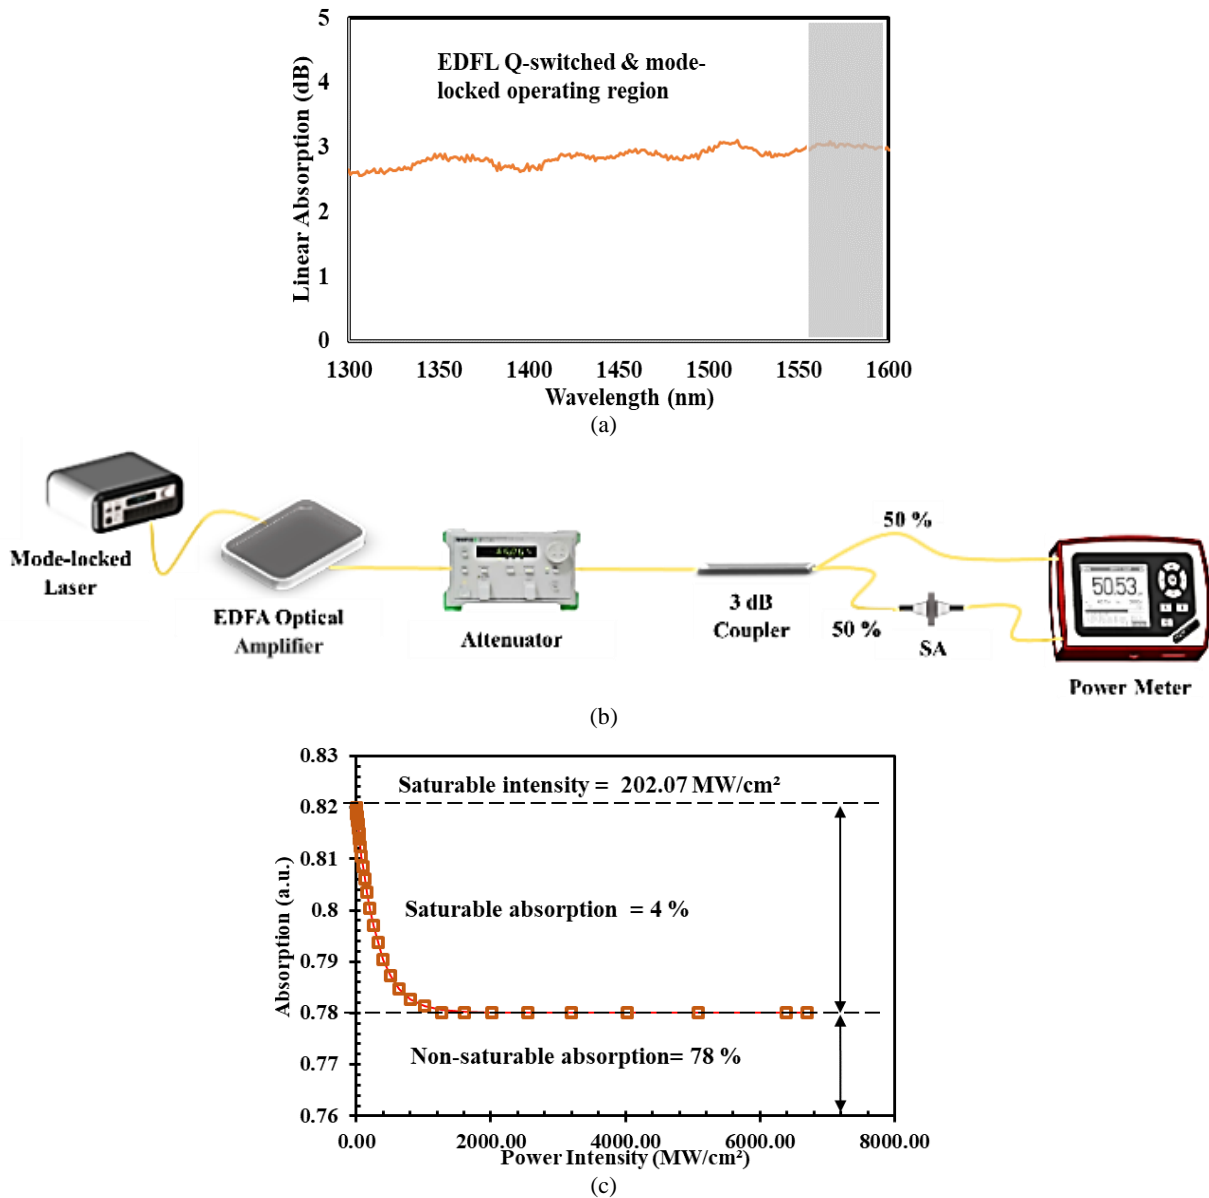 5
4
3
2
1
0
Linear Absorption (dB)
EDFL Q-switched & mode-
locked operating region
1300 1350 1400 1450 1500 1550 1600
Wavelength (nm)
(a)
Mode-locked
Laser
EDFA Optical
Amplifier
Attenuator
3 dB
Coupler
50 %
50 %
SA
50.53
Power Meter
(b)
0.83
0.82
0.81
0.8
0.79
0.78
0.77
0.76
Absorption (a.u.)
Saturable intensity = 202.07 MW/cm²
Saturable absorption = 4 %
Non-saturable absorption= 78 %
0.00 2000.00 4000.00 6000.00 8000.00
Power Intensity (MW/cm²)
(c)